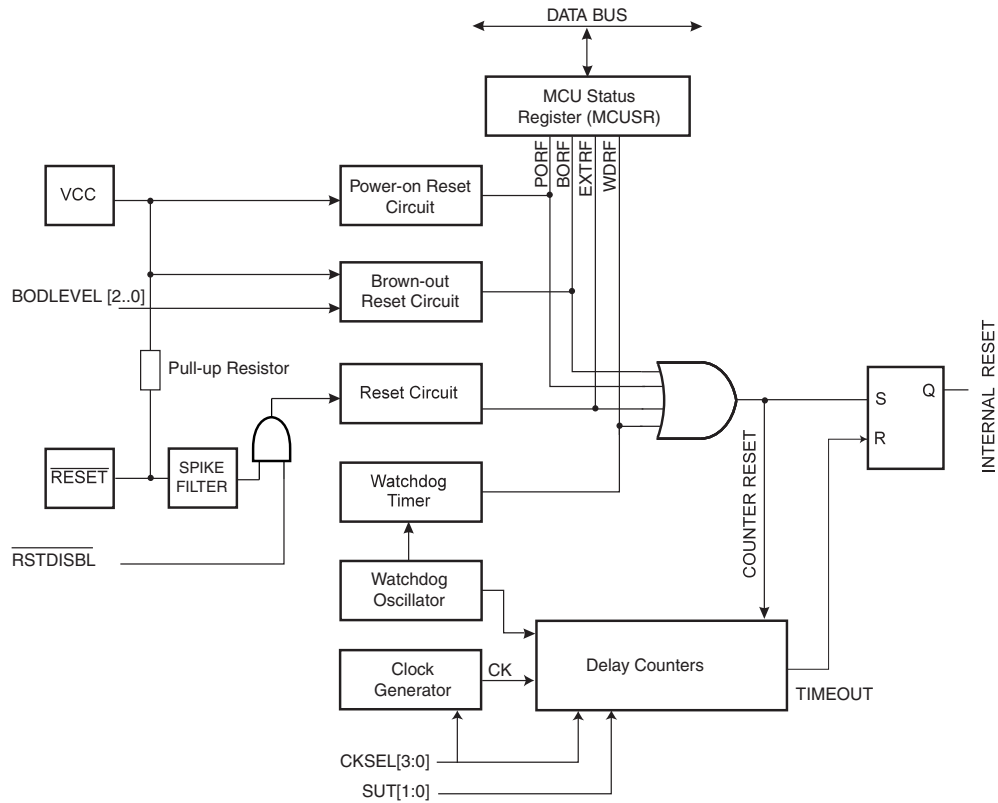 DATA BUS
MCU Status
Register (MCUSR)
PORF
BORF
EXTRF
WDRF
VCC
Power-on Reset
Circuit
Brown-out
Reset Circuit
BODLEVEL [2..0]
Pull-up Resistor
Reset Circuit
S
Q
R
INTERNAL RESET
RESET
SPIKE
FILTER
Watchdog
Timer
COUNTER RESET
RSTDISBL
Watchdog
Oscillator
Clock
Generator
CK
Delay Counters
TIMEOUT
CKSEL[3:0]
SUT[1:0]